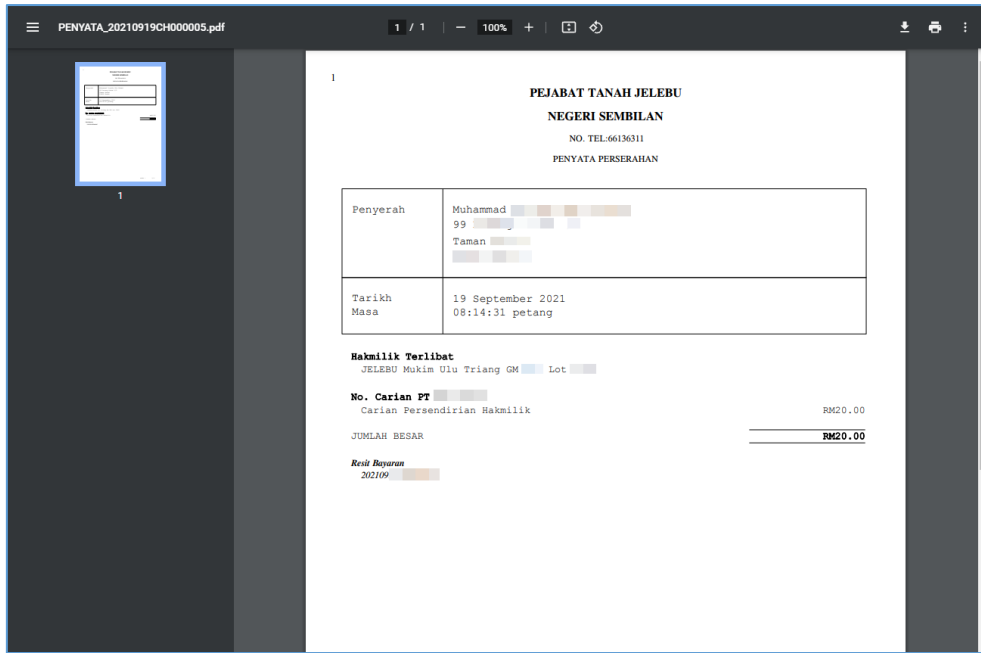 PENYATA_20210919CH000005.pdf
1 / 1
100%
1
1
PEJABAT TANAH JELEBU
NEGERI SEMBILAN
NO. TEL:66136311
PENYATA PERSERAHAN
Penyerah
Muhammad
99
Taman
Tarikh
19 September 2021
Masa
08:14:31 petang
Hakmilik Terlibat
JELEBU Mukim Ulu Triang GM Lot
No. Carian PT
Carian Persendirian Hakmilik RM20.00
JUMLAH BESAR RM20.00
Resit Bayaran
202109